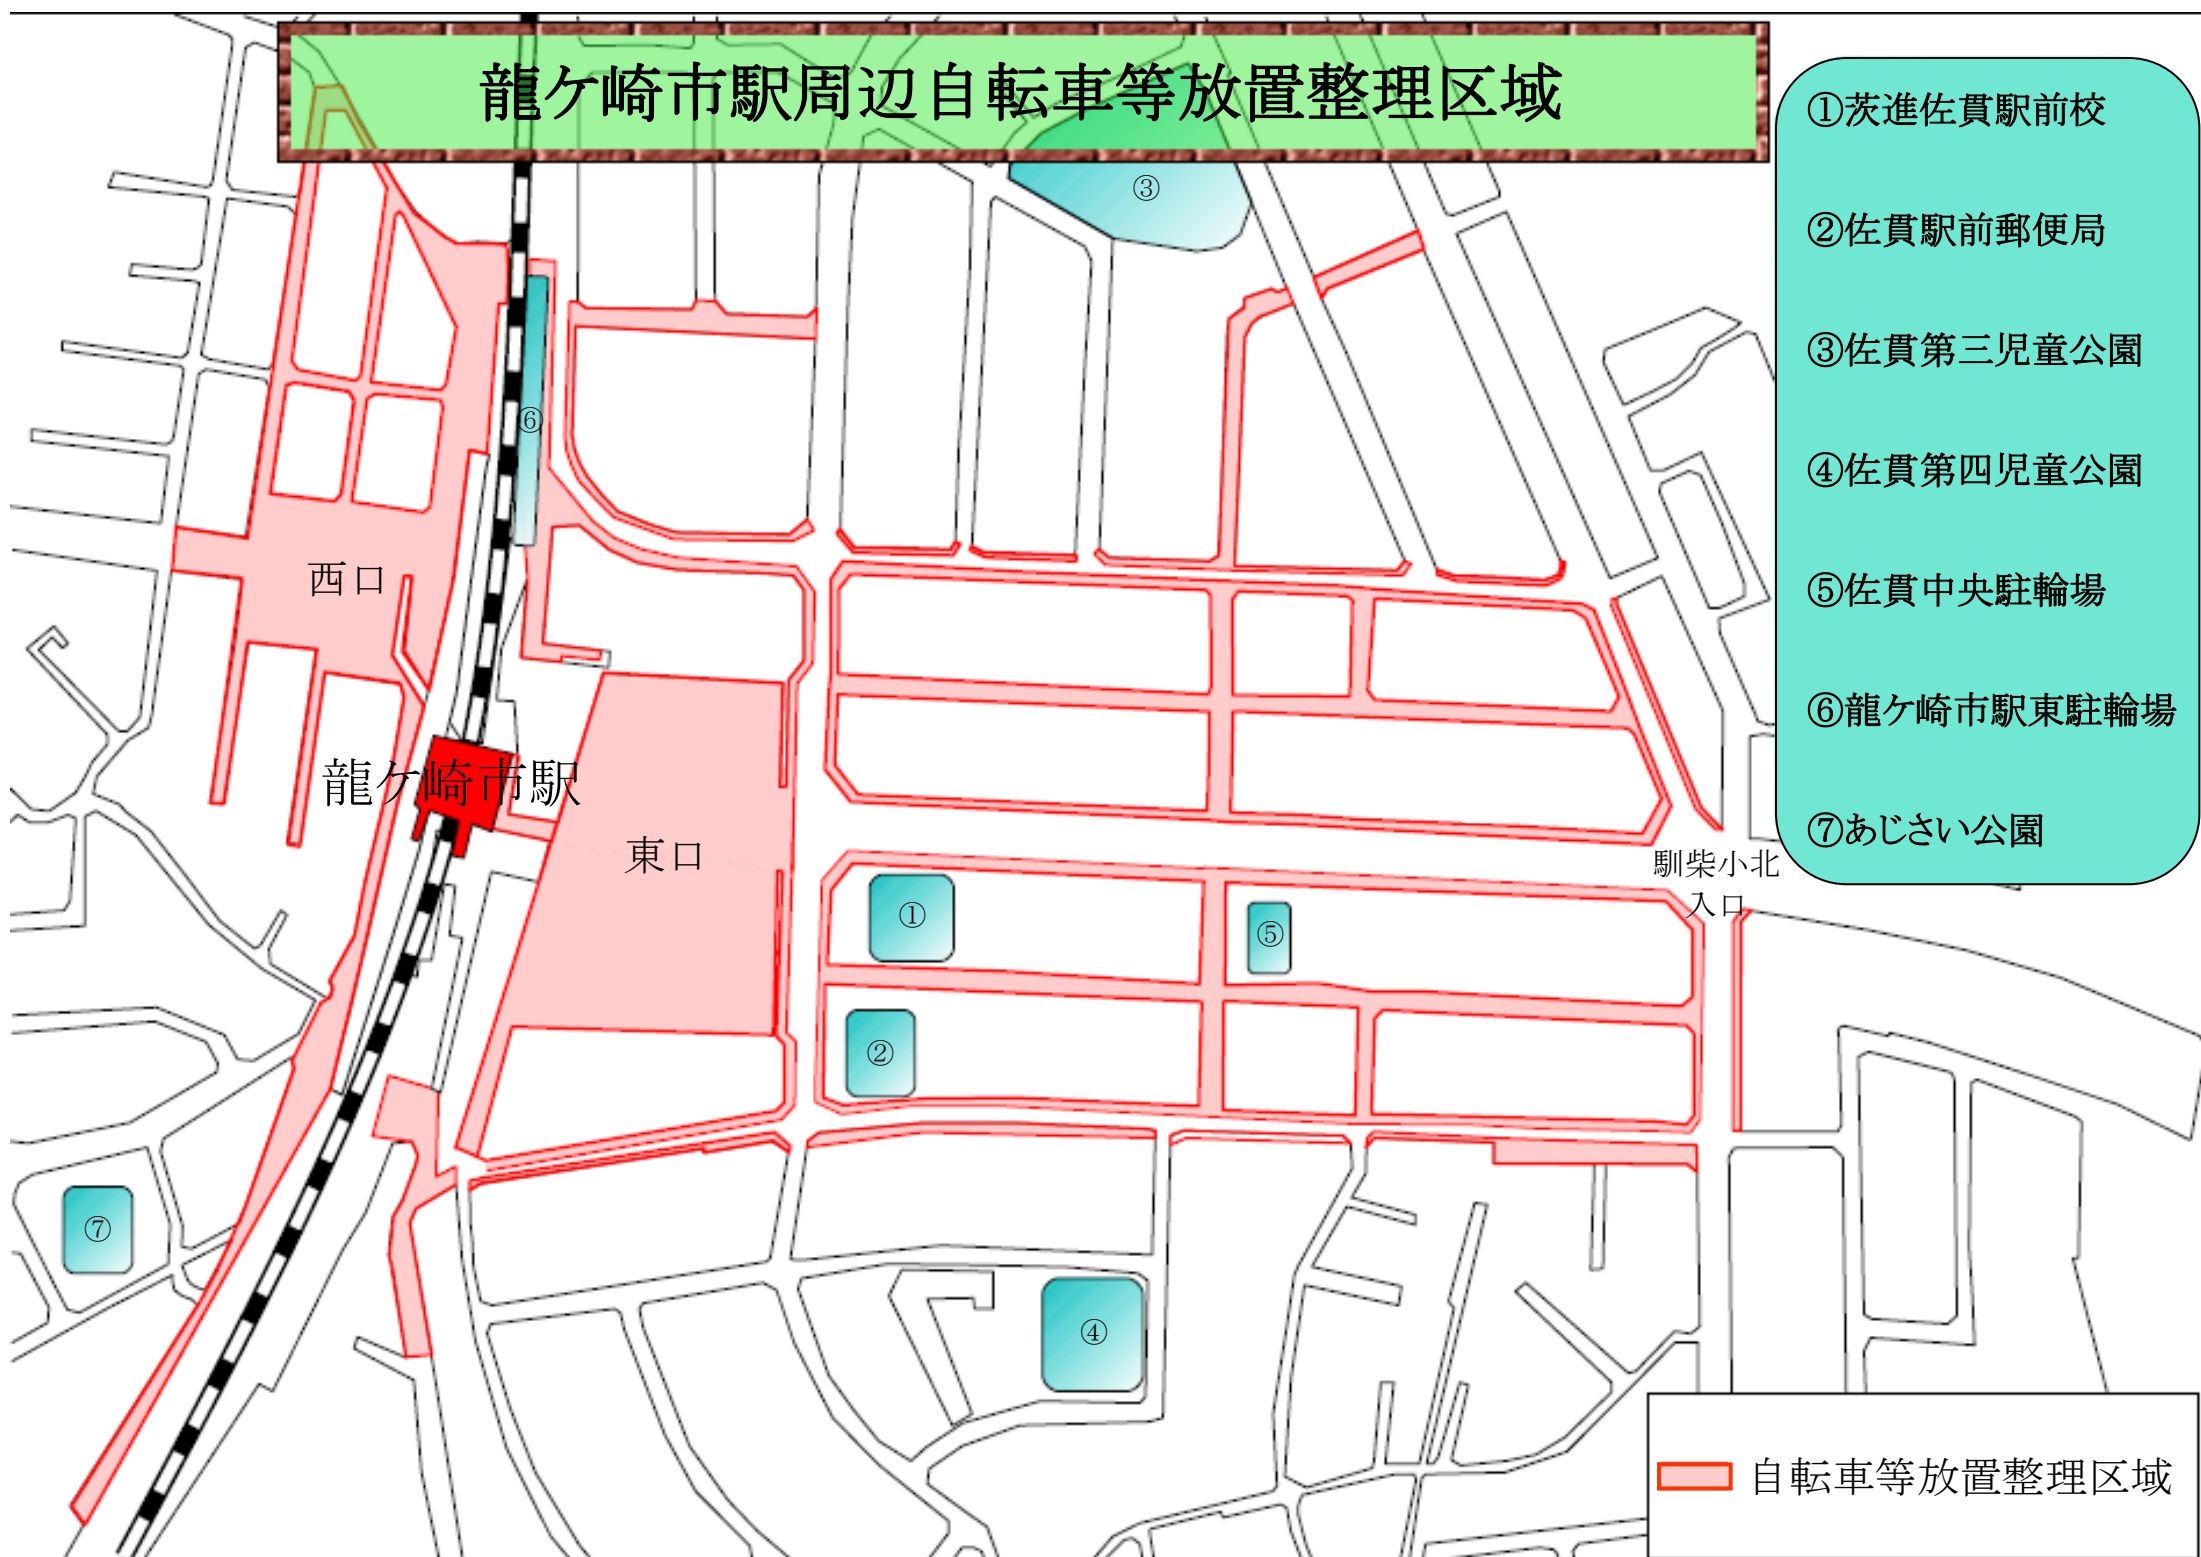 龍ケ崎市駅周辺自転車等放置整理区域
①茨進佐貫駅前校
②佐貫駅前郵便局
③佐貫第三児童公園
④佐貫第四児童公園
⑤佐貫中央駐輪場
⑥龍ケ崎市駅東駐輪場
⑦あじさい公園
③
⑥
西口
龍ケ崎市駅
東口
馴柴小北
入口
①
⑤
②
⑦
④
自転車等放置整理区域